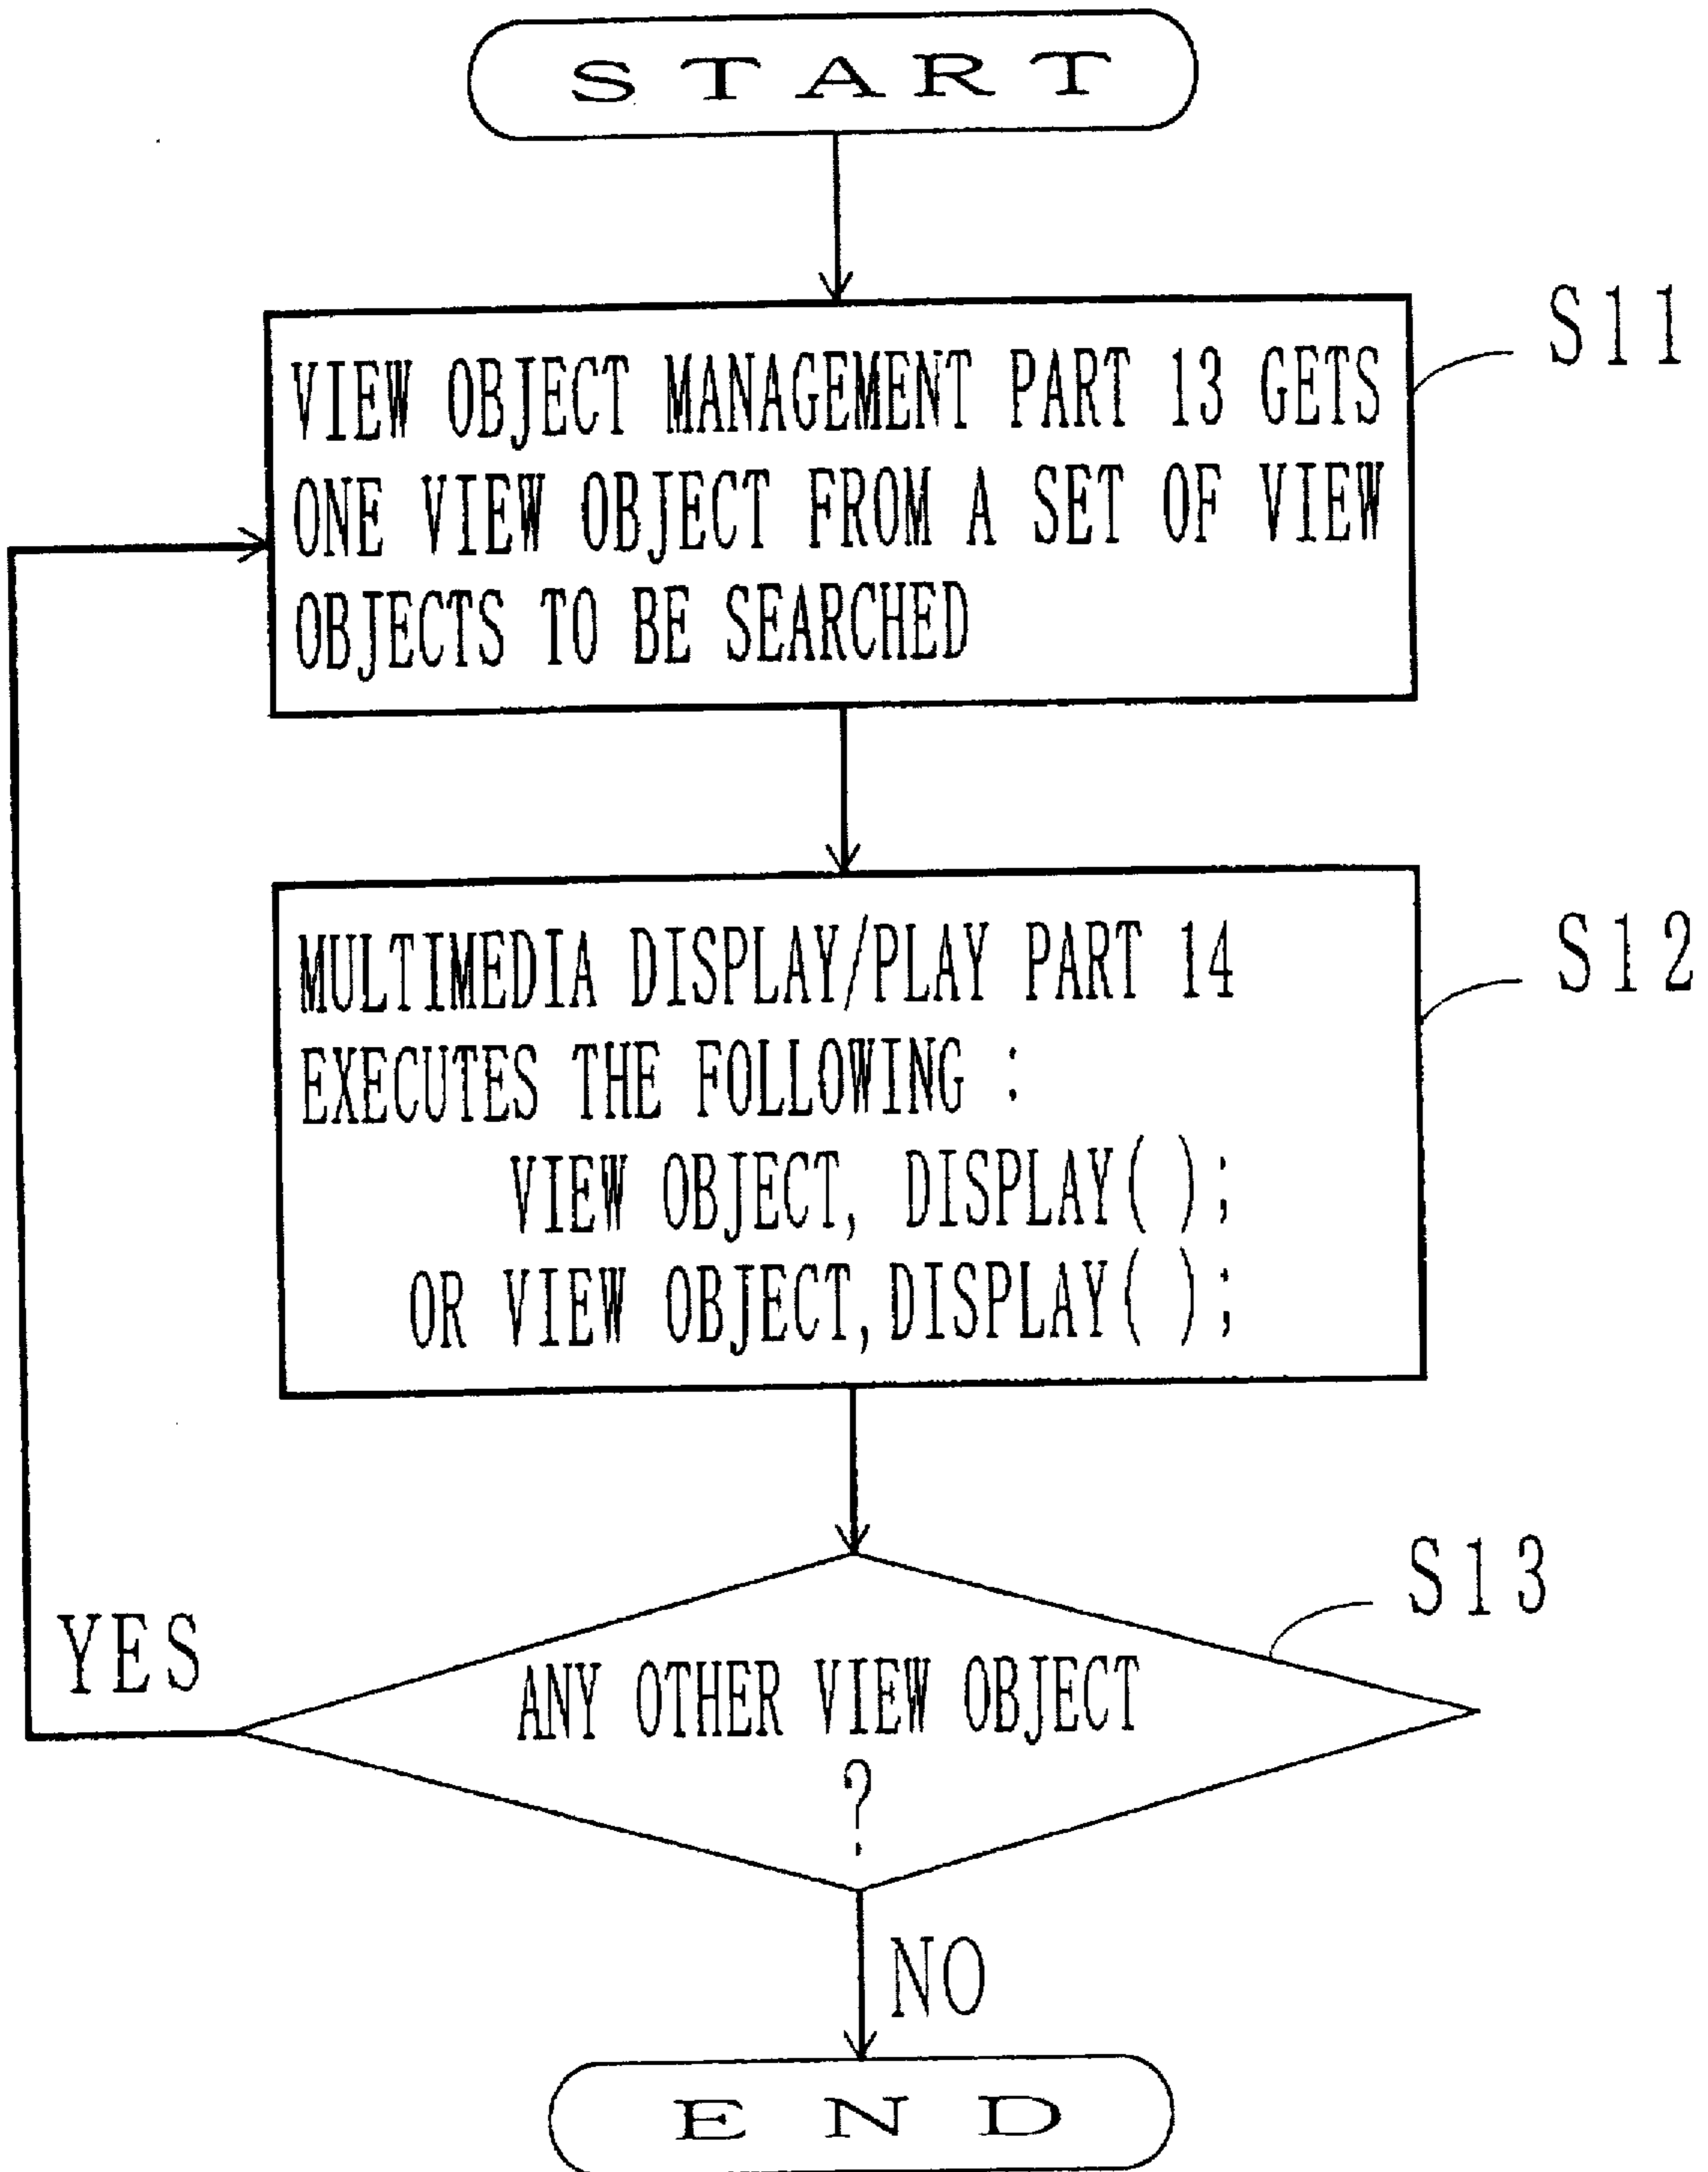 START
S11
VIEW OBJECT MANAGEMENT PART 13 GETS
ONE VIEW OBJECT FROM A SET OF VIEW
OBJECTS TO BE SEARCHED
S12
MULTIMEDIA DISPLAY/PLAY PART 14
EXECUTES THE FOLLOWING :
VIEW OBJECT, DISPLAY( );
OR VIEW OBJECT,DISPLAY( );
S13
YES
ANY OTHER VIEW OBJECT
?
NO
END